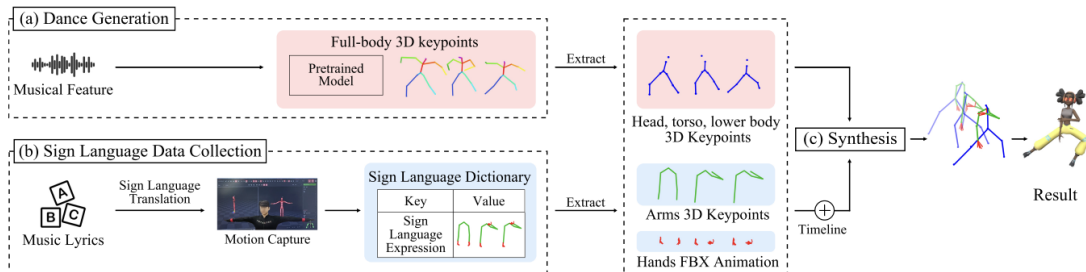 (a) Dance Generation
Musical Feature
Full-body 3D keypoints
Pretrained
Model
Extract
Head, torso, lower body
3D Keypoints
(b) Sign Language Data Collection
A
B
C
Music Lyrics
Sign Language
Translation
Motion Capture
Sign Language Dictionary
Key
Value
Sign
Language
Expression
Extract
Arms 3D Keypoints
Hands FBX Animation
Timeline
(c) Synthesis
Result